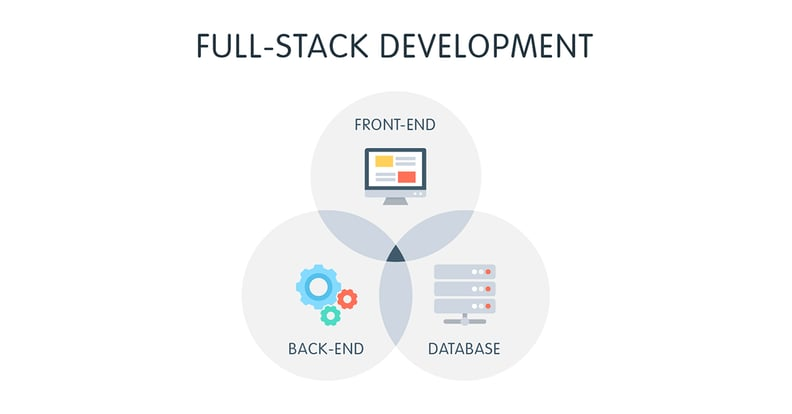 FULL-STACK DEVELOPMENT
FRONT-END
BACK-END
DATABASE